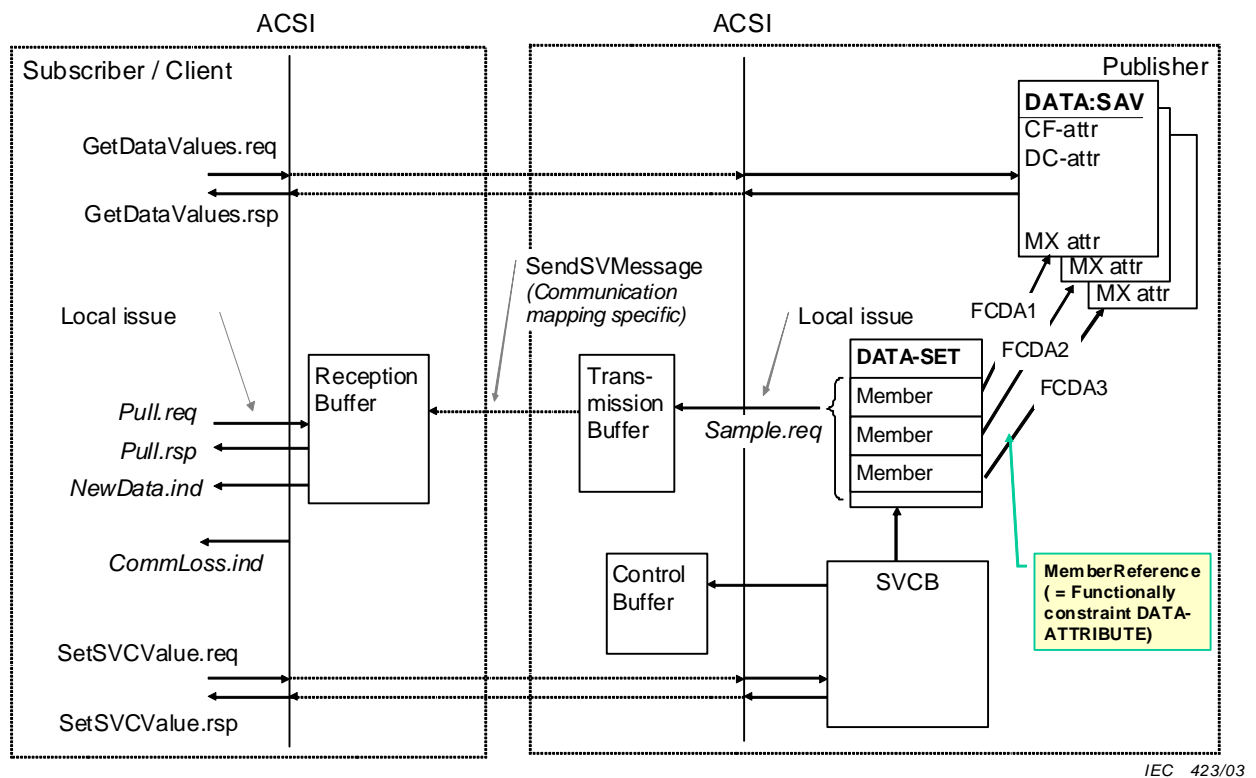 ACSI
ACSI
Subscriber / Client
Publisher
DATA:SAV
CF-attr
DC-attr
MX attr
MX attr
MX attr
GetDataValues.req
GetDataValues.rsp
SendSVMessage
(Communication
mapping specific)
Local issue
Local issue
FCDA1
FCDA2
FCDA3
Reception
Buffer
Trans-
mission
Buffer
DATA-SET
Member
Member
Member
Pull.req
Pull.rsp
NewData.ind
CommLoss.ind
Sample.req
Control
Buffer
SVCB
MemberReference
( = Functionally
constraint DATA-
ATTRIBUTE)
SetSVCValue.req
SetSVCValue.rsp
IEC 423/03